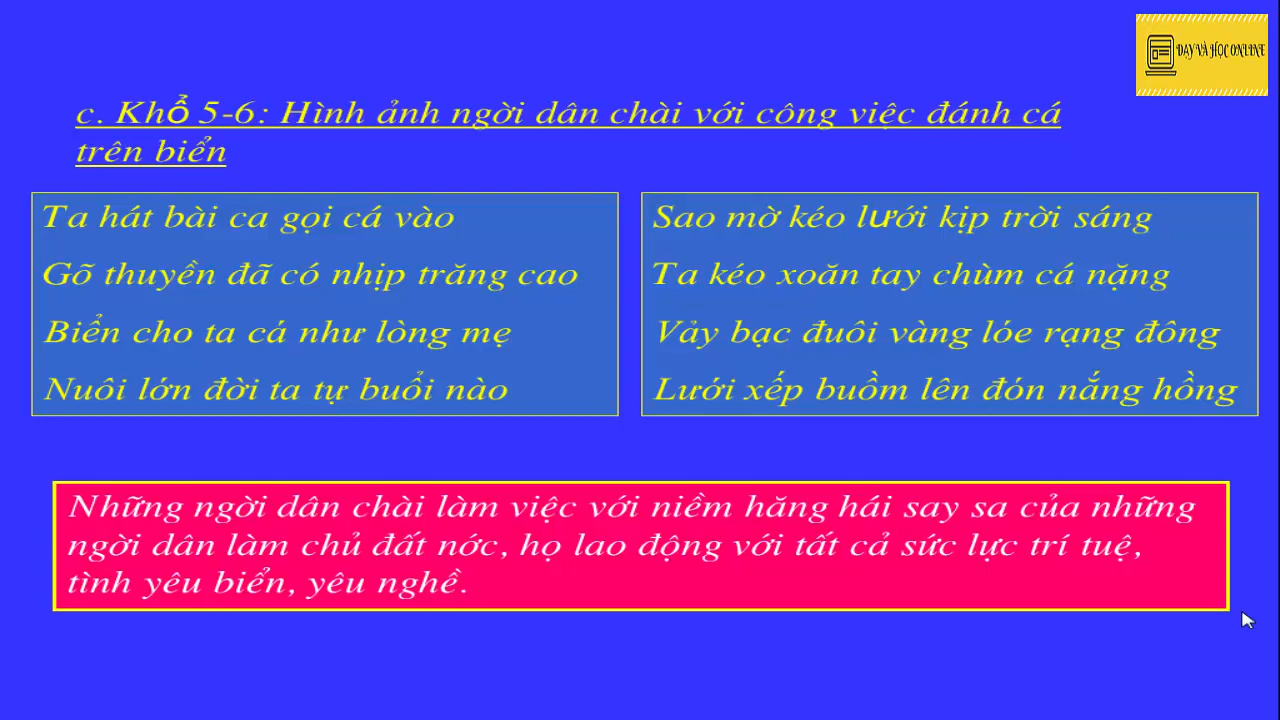 DẠY VÀ HỌC ONLINE
c. Khổ 5-6: Hình ảnh ngời dân chài với công việc đánh cá
trên biển
Ta hát bài ca gọi cá vào
Gõ thuyền đã có nhịp trăng cao
Biển cho ta cá như lòng mẹ
Nuôi lớn đời ta tự buổi nào
Sao mờ kéo lưới kịp trời sáng
Ta kéo xoăn tay chùm cá nặng
Vảy bạc đuôi vàng lóe rạng đông
Lưới xếp buồm lên đón nắng hồng
Những ngời dân chài làm việc với niềm hăng hái say sa của những
ngời dân làm chủ đất nớc, họ lao động với tất cả sức lực trí tuệ,
tình yêu biển, yêu nghề.